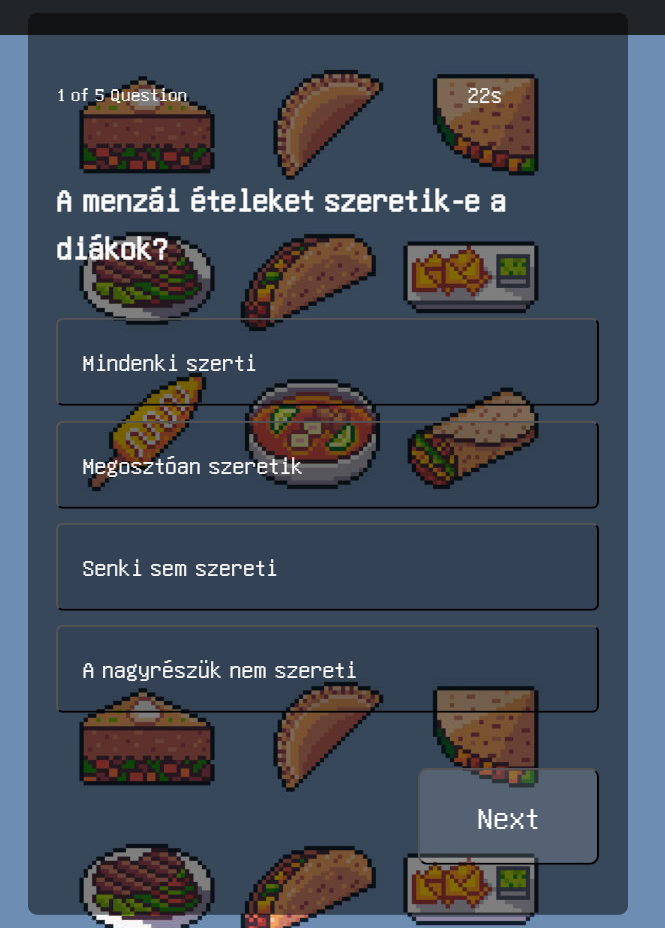 1 of 5 Question
22s
A menzái ételeket szeretik-e a
diákok?
Mindenki szerti
Megosztóan szeretik
Senki sem szereti
A nagyrészük nem szereti
Next